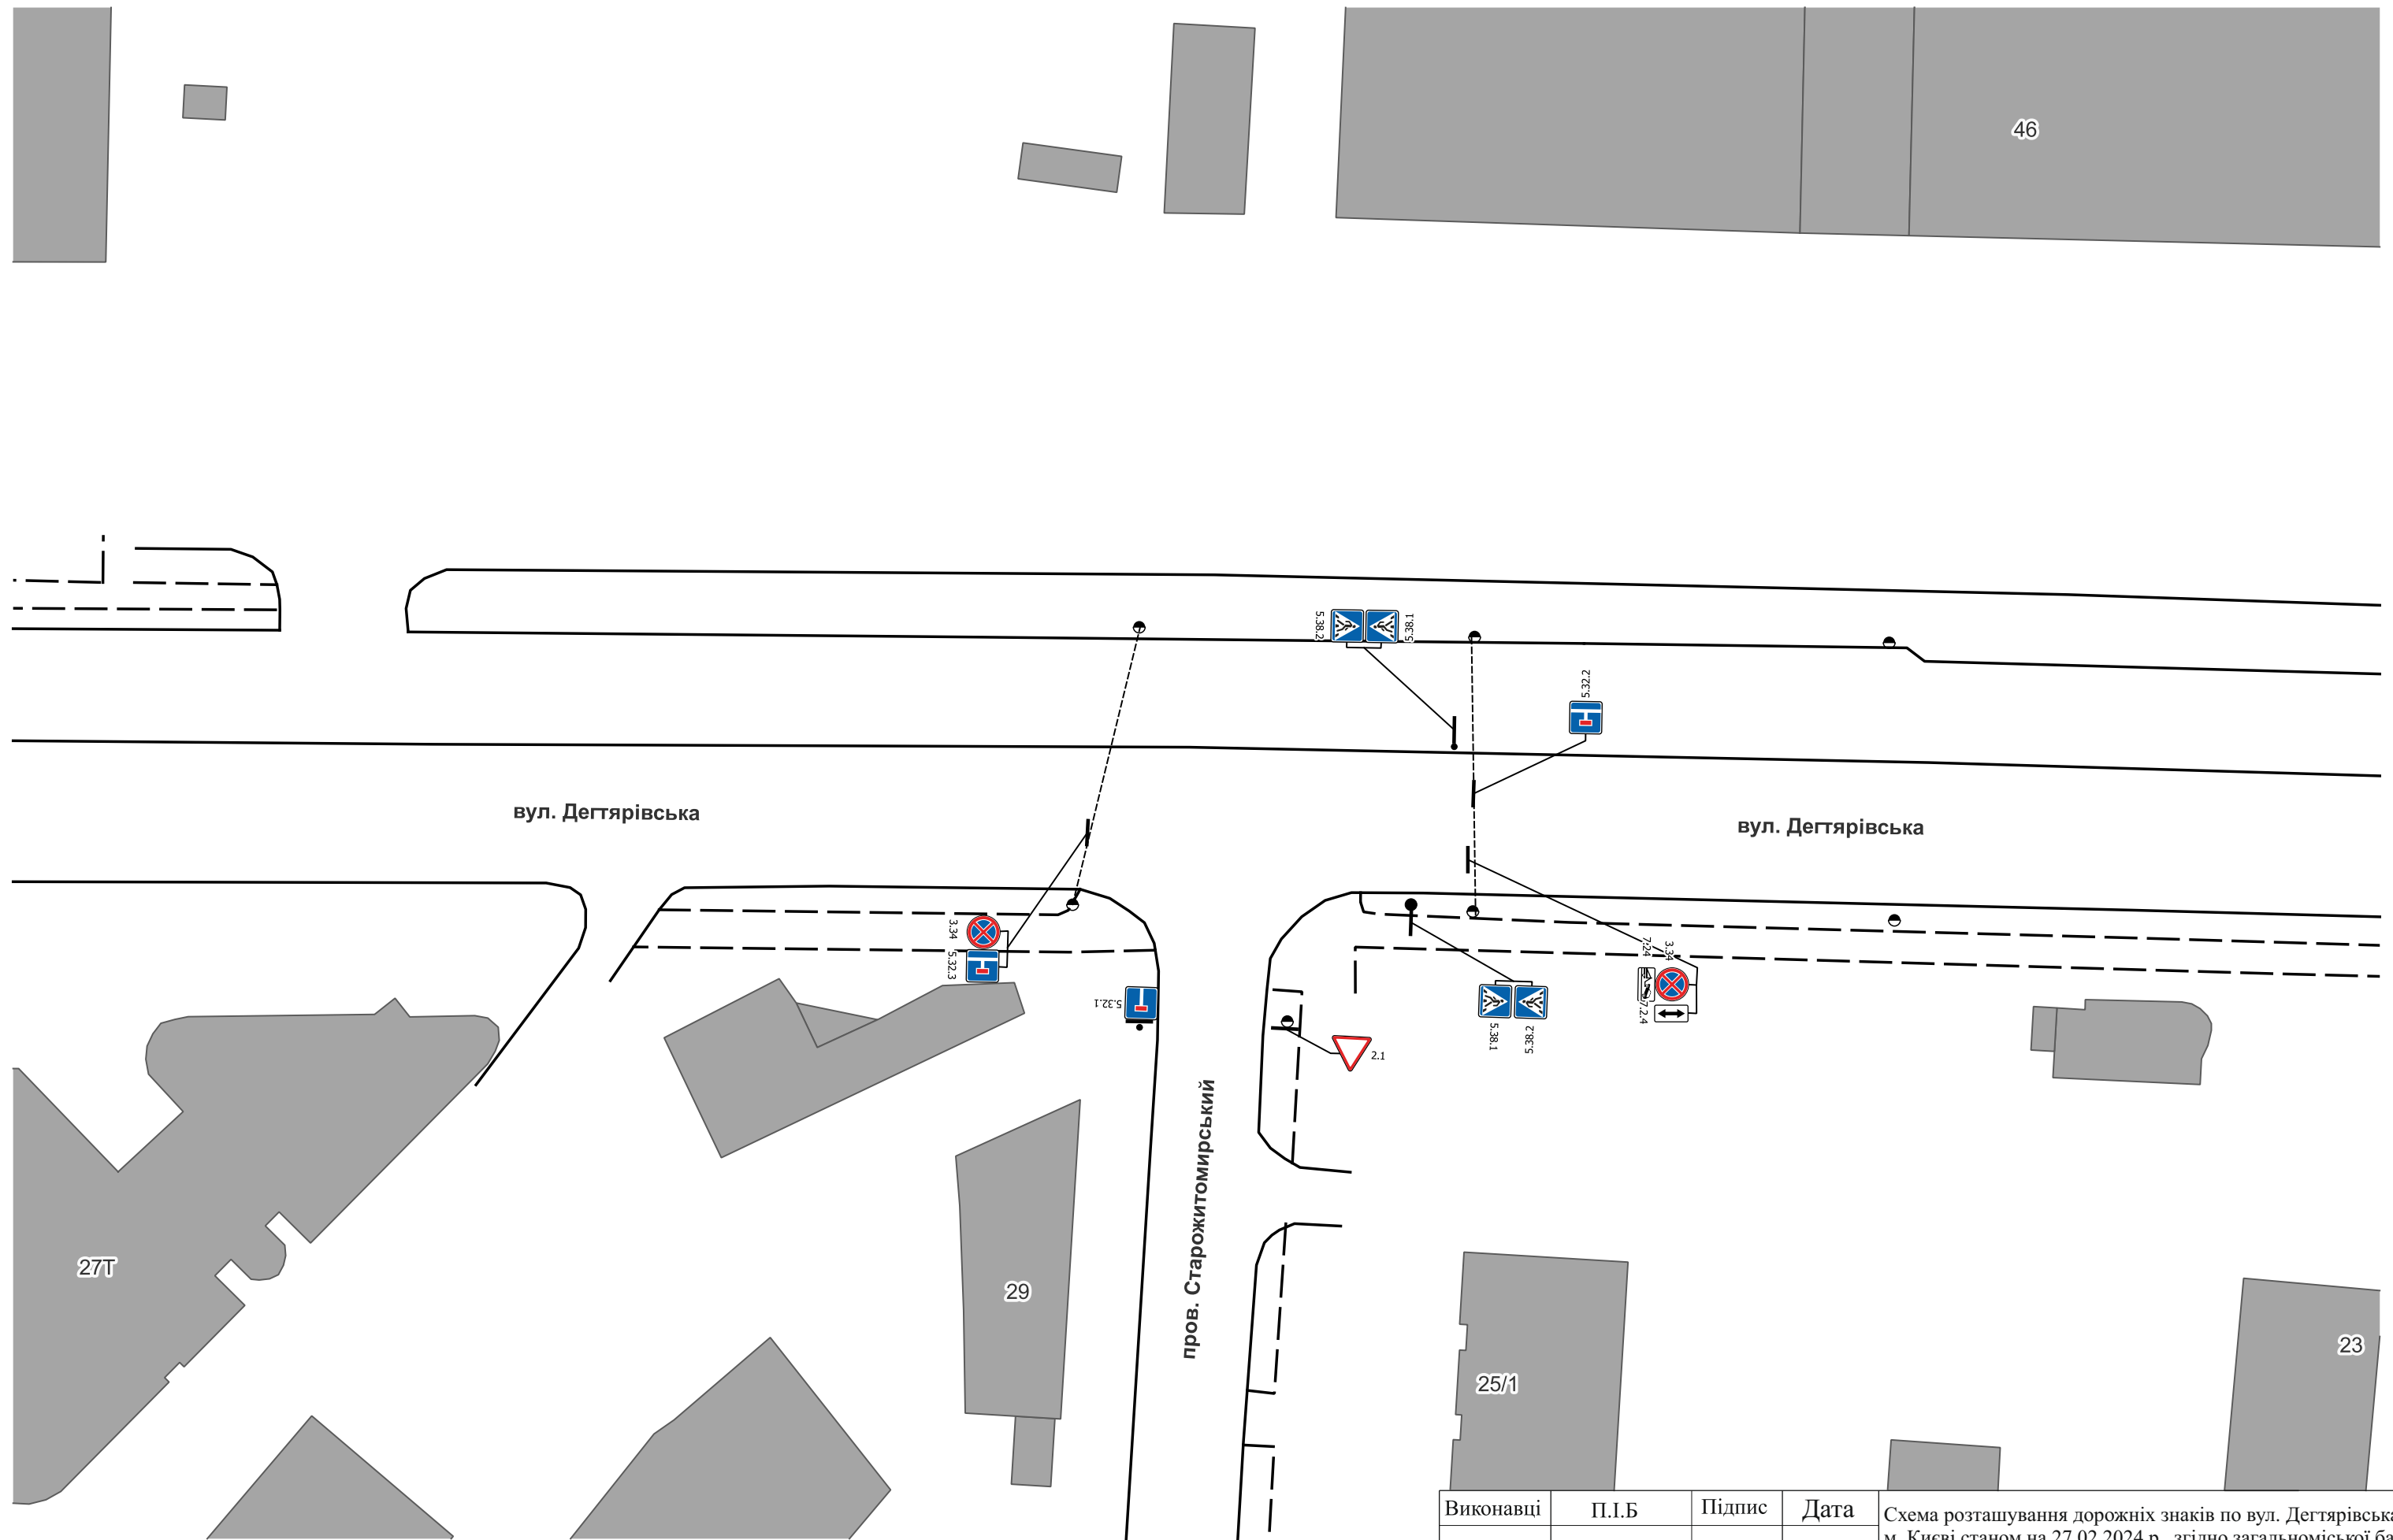 46
5.38.2
5.38.1
5.32.2
вул. Дегтярівська
вул. Дегтярівська
3.34
5.32.3
5.32.1
7.24
3.34
7.2.4
5.38.1
5.38.2
2.1
пров. Старожитомирський
27Т
29
25/1
23
Виконавці П.І.Б Підпис Дата
Схема розташування дорожніх знаків по вул. Дегтярівська
м. Києві станом на 27.02.2024 р., згідно загальноміської